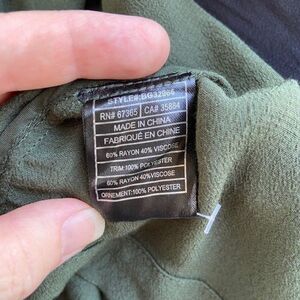 STYLE#:BG32966
RN# 67365 CA# 35884
MADE IN CHINA
FABRIQUÉ EN CHINE
60% RAYON 40% VISCOSE
TRIM:100% POLYESTER
60% RAYON 40%VISCOSE
ORNEMENT:100% POLYESTER